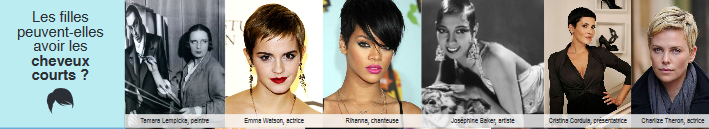 Les filles
peuvent-elles
avoir les
cheveux
courts ?
Tamara Lempicka, peintre
Emma Watson, actrice
Rihanna, chanteuse
Joséphine Baker, artiste
Cristina Cordula, présentatrice
Charlize Theron, actrice